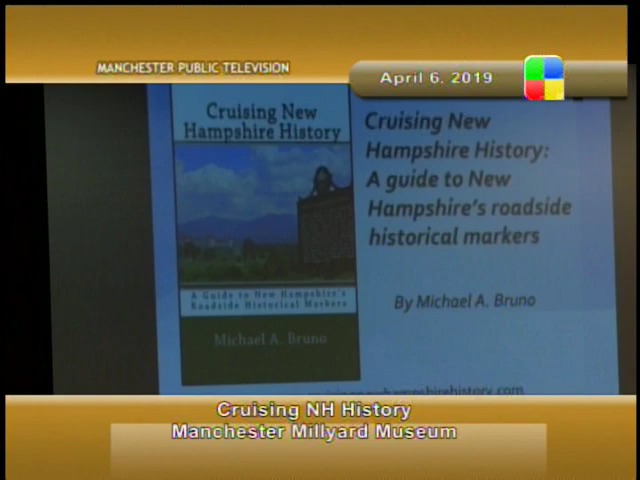 MANCHESTER PUBLIC TELEVISION
April 6, 2019
Cruising New
Hampshire History
A Guide to New Hampshire's
Roadside Historical Markers
Michael A. Bruno
Cruising New
Hampshire History:
A guide to New
Hampshire's roadside
historical markers
By Michael A. Bruno
Cruising NH History
Manchester Millyard Museum